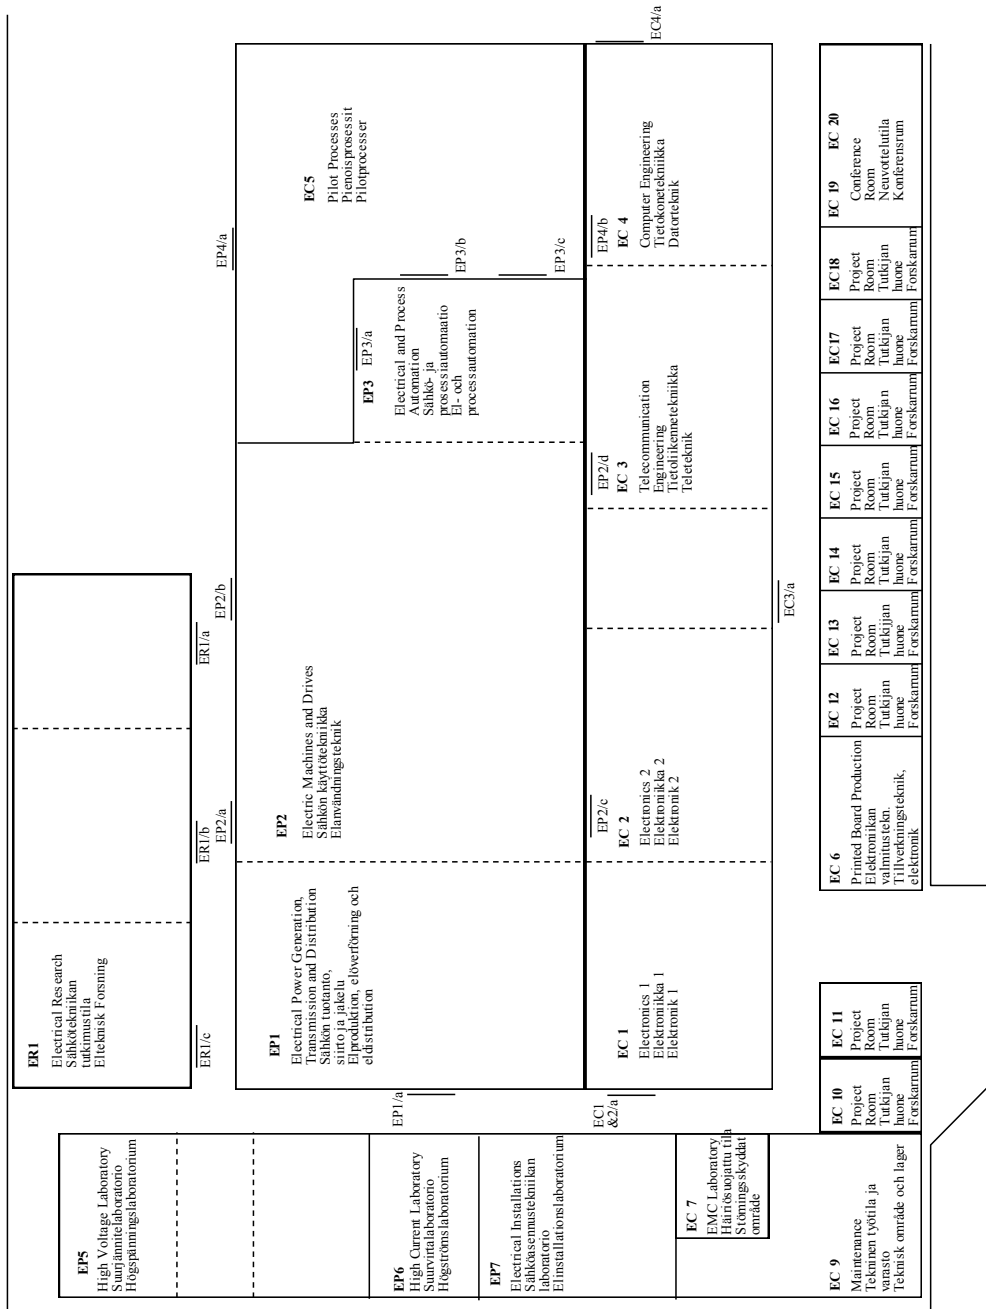 ER1
Electrical Research
Sähkötekniikan
tutkimustila
Elteknisk Forsning
ER1/c
ER1/b
ER1/a
EP5
High Voltage Laboratory
Suurjännitelaboratorio
Högspänningslaboratorium
EP6
High Current Laboratory
Suurvirtalaboratorio
Högströmslaboratorium
EP7
Electrical Installations
Sähköasennustekniikan
laboratorio
Elinstallationslaboratorium
EC 7
EMC Laboratory
Häiriösuojattu tila
Störningsskyddat
område
EC 9
Maintenance
Tekninen työtila ja
varasto
Teknisk område och lager
EP1/a
EC1
&2/a
EP1
Electrical Power Generation,
Transmission and Distribution
Sähkön tuotanto,
siirto ja jakelu
Elproduktion, elöverförning och
eldistribution
EP2/a
EP2/b
EP4/a
EP2
Electric Machines and Drives
Sähkön käyttötekniikka
Elanvändningsteknik
EP3
EP3/a
Electrical and Process
Automation
Sähkö- ja
prosessiautomaatio
El- och
processautomation
EP3/b
EP3/c
EC5
Pilot Processes
Pienoisprosessit
Pilotprocesser
EC4/a
EC 1
Electronics 1
Elektroniikka 1
Elektronik 1
EP2/c
EC 2
Electronics 2
Elektroniikka 2
Elektronik 2
EP2/d
EC 3
Telecommunication
Engineering
Tietoliikennetekniikka
Teleteknik
EP4/b
EC 4
Computer Engineering
Tietokonetekniikka
Datorteknik
EC3/a
EC 10
Project
Room
Tutkijan
huone
Forskarrum
EC 11
Project
Room
Tutkijan
huone
Forskarrum
EC 6
Printed Board Production
Elektroniikan
valmitustekn.
Tillverkningsteknik,
elektronik
EC 12
Project
Room
Tutkijan
huone
Forskarrum
EC 13
Project
Room
Tutkijjan
huone
Forskarrum
EC 14
Project
Room
Tutkijan
huone
Forskarrum
EC 15
Project
Room
Tutkijan
huone
Forskarrum
EC 16
Project
Room
Tutkijan
huone
Forskarrum
EC17
Project
Room
Tutkijan
huone
Forskarrum
EC18
Project
Room
Tutkijan
huone
Forskarrum
EC 19 EC 20
Conference
Room
Neuvottelutila
Konferensrum